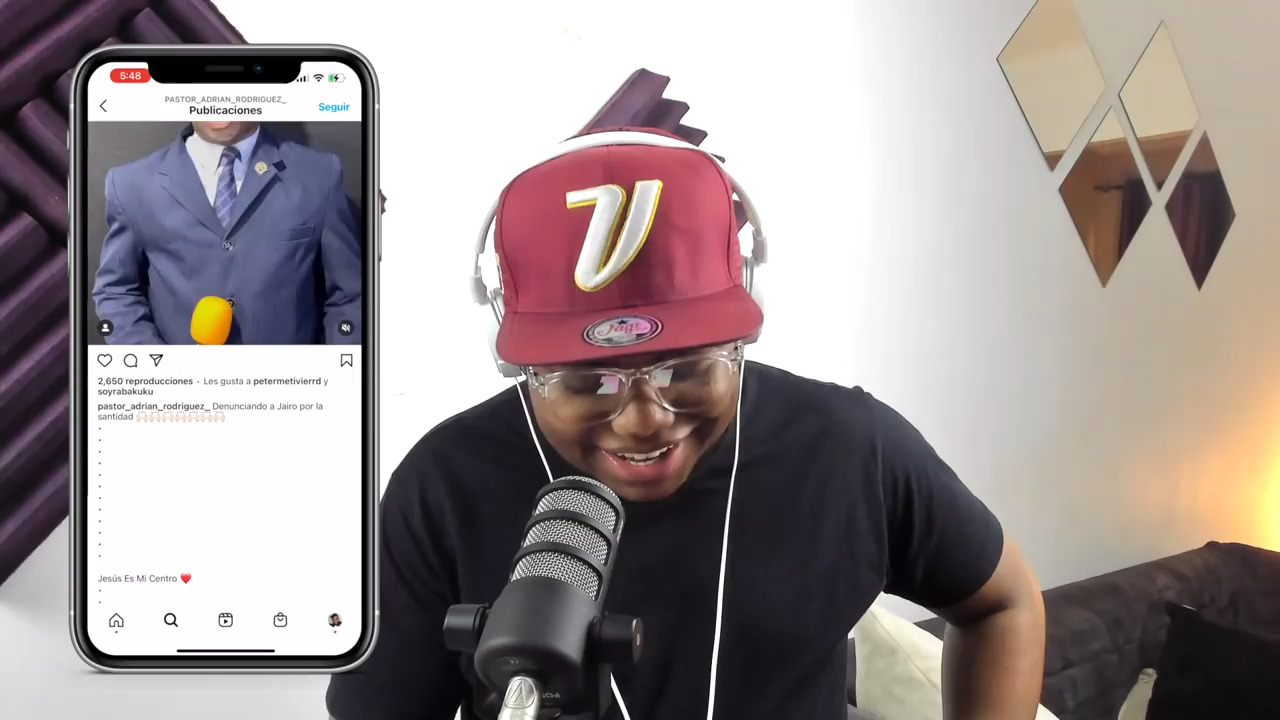 5:48
PASTOR_ADRIAN_RODRIGUEZ_
Publicaciones
Seguir
2,650 reproducciones · Les gusta a petermetivierrd y
soyrabakuku
pastor_adrian_rodriguez_ Denunciando a Jairo por la
santidad 🙌🏻🙌🏻🙌🏻🙌🏻🙌🏻🙌🏻🙌🏻
.
.
.
.
.
.
.
.
.
.
.
.
Jesús Es Mi Centro ❤️
.
.
V